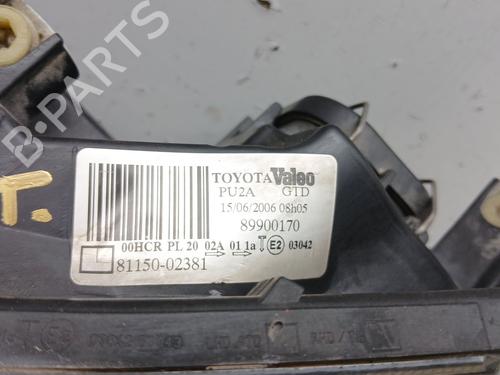 B-PARTS
TOYOTA Valeo
PU2A GTD
15/06/2006 08h05
89900170
00HCR PL 20 02A 01 1a E2 03042
81150-02381
T.